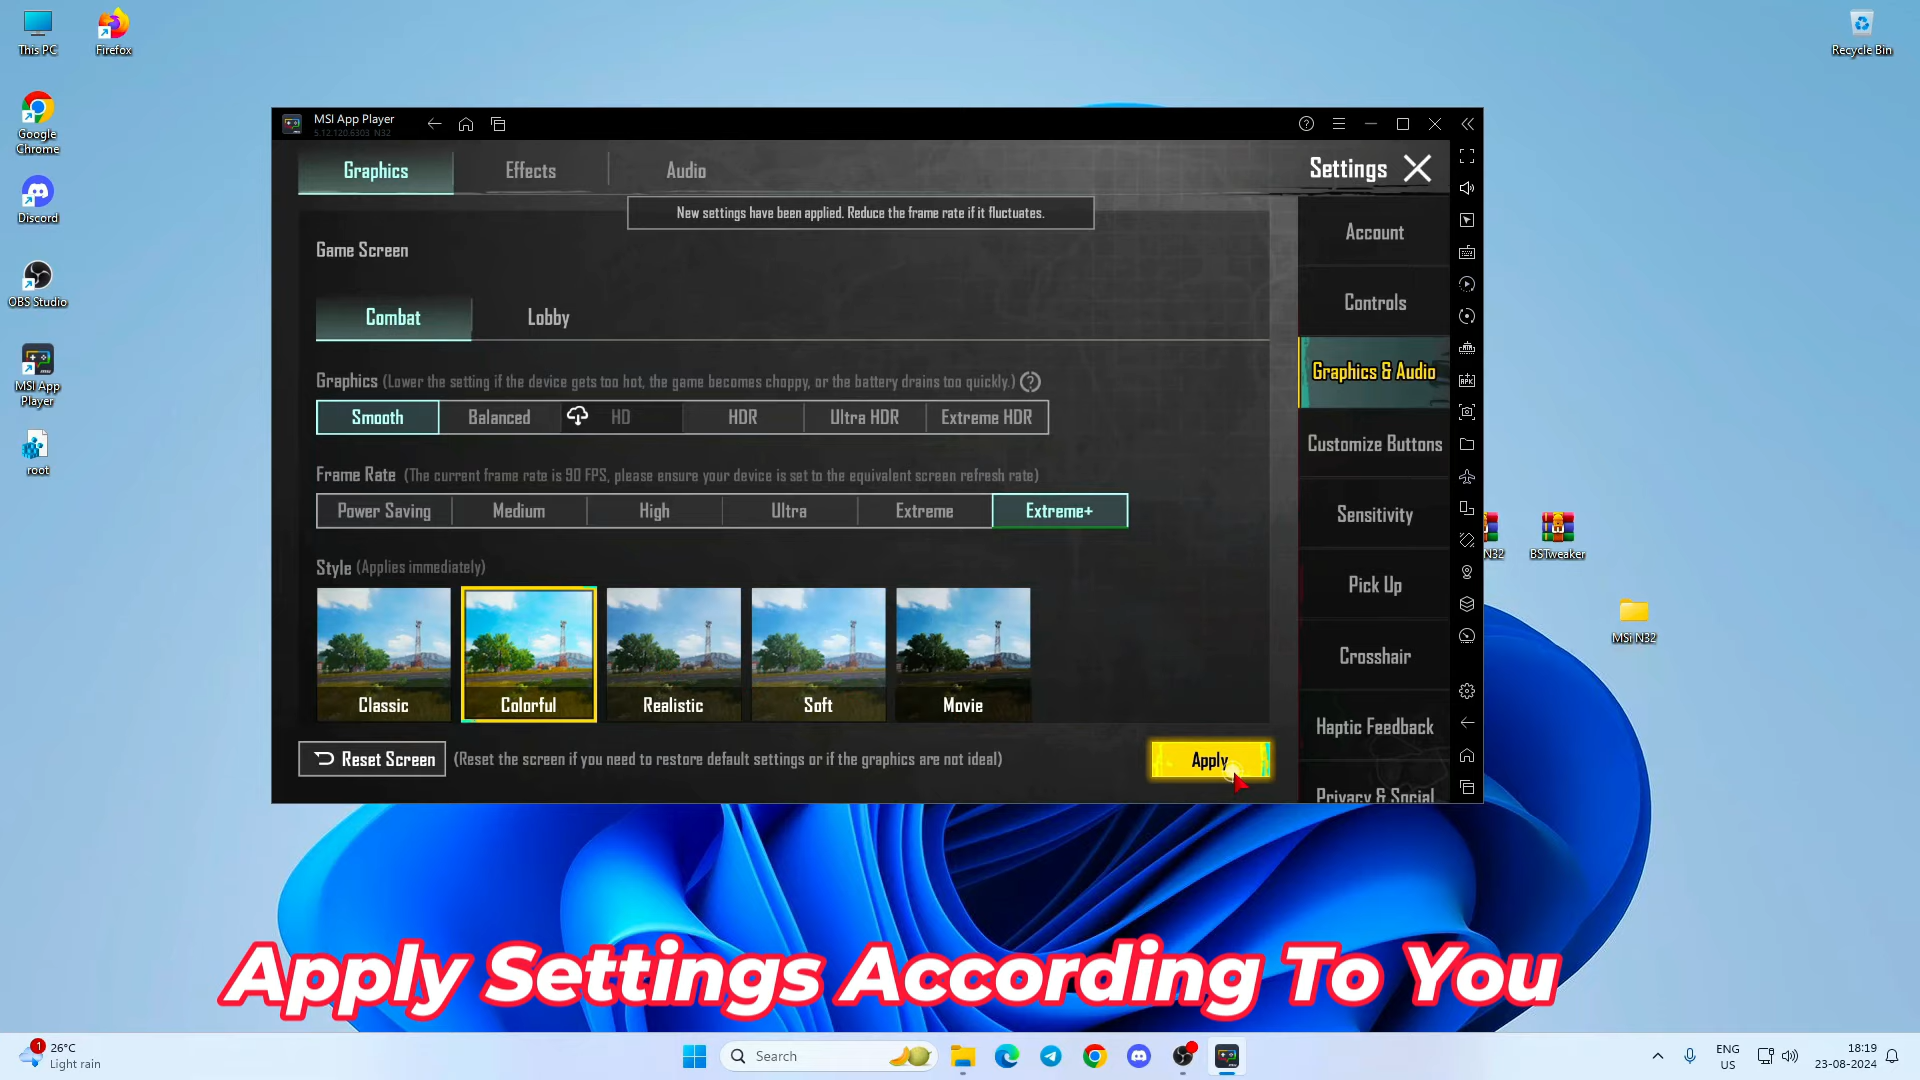 This PC
Firefox
Recycle Bin
Google
Chrome
Discord
OBS Studio
MSI App
Player
root
MSI App Player
5.12.120.6303 N32
Graphics
Effects
Audio
Settings
New settings have been applied. Reduce the frame rate if it fluctuates.
Game Screen
Combat
Lobby
Graphics (Lower the setting if the device gets too hot, the game becomes choppy, or the battery drains too quickly.)
Smooth
Balanced
HD
HDR
Ultra HDR
Extreme HDR
Frame Rate (The current frame rate is 90 FPS, please ensure your device is set to the equivalent screen refresh rate)
Power Saving
Medium
High
Ultra
Extreme
Extreme+
Style (Applies immediately)
Classic
Colorful
Realistic
Soft
Movie
Reset Screen (Reset the screen if you need to restore default settings or if the graphics are not ideal)
Apply
Account
Controls
Graphics & Audio
Customize Buttons
Sensitivity
Pick Up
Crosshair
Haptic Feedback
Privacy & Social
APK
N32
BSTweaker
MSi N32
Apply Settings According To You
1
26°C
Light rain
Search
ENG
US
18:19
23-08-2024